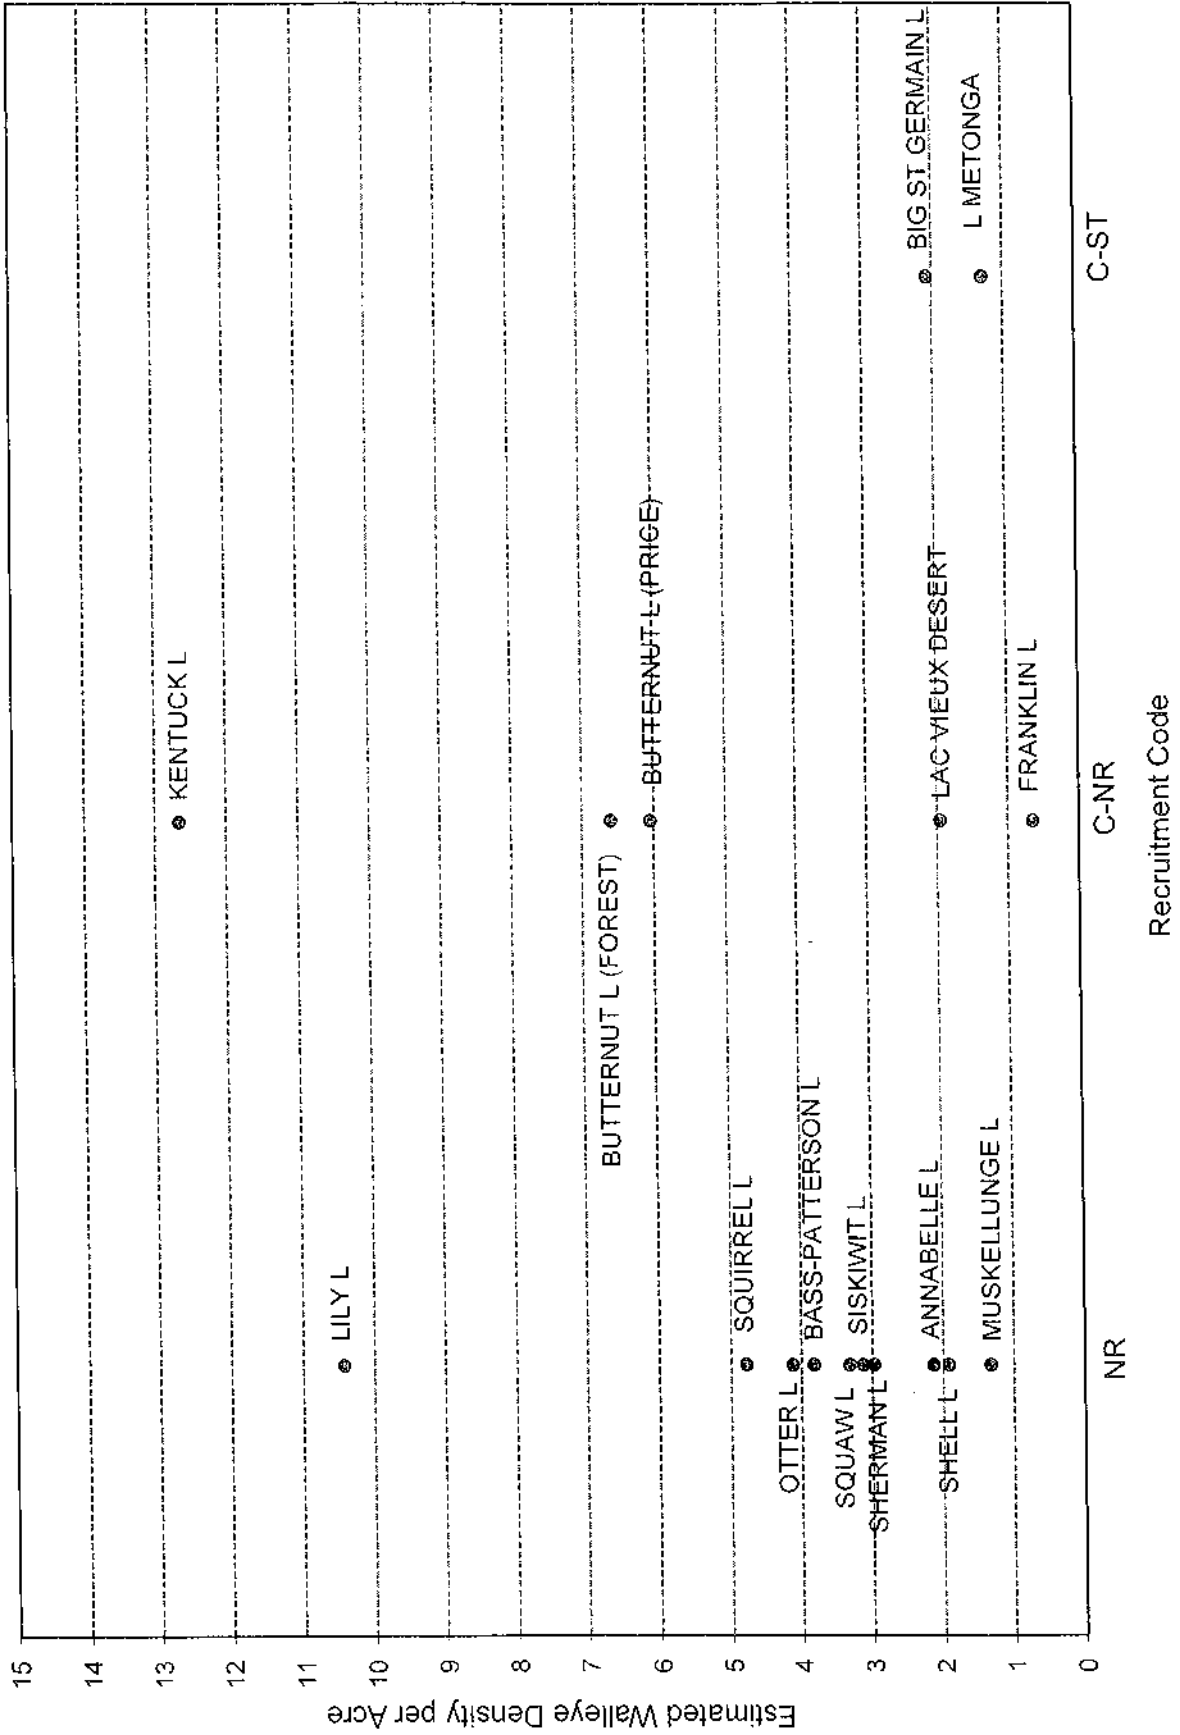 Estimated Walleye Density per Acre
15
14
13
12
11
10
9
8
7
6
5
4
3
2
1
0
KENTUCK L
LILY L
BUTTERNUT L (FOREST)
BUTTERNUT L (PRICE)
SQUIRREL L
OTTER L
BASS-PATTERSON L
SQUAW L
SISKIWIT L
SHERMAN L
ANNABELLE L
SHELL L
MUSKELLUNGE L
LAC VIEUX DESERT
FRANKLIN L
BIG ST GERMAIN L
L METONGA
NR
C-NR
C-ST
Recruitment Code